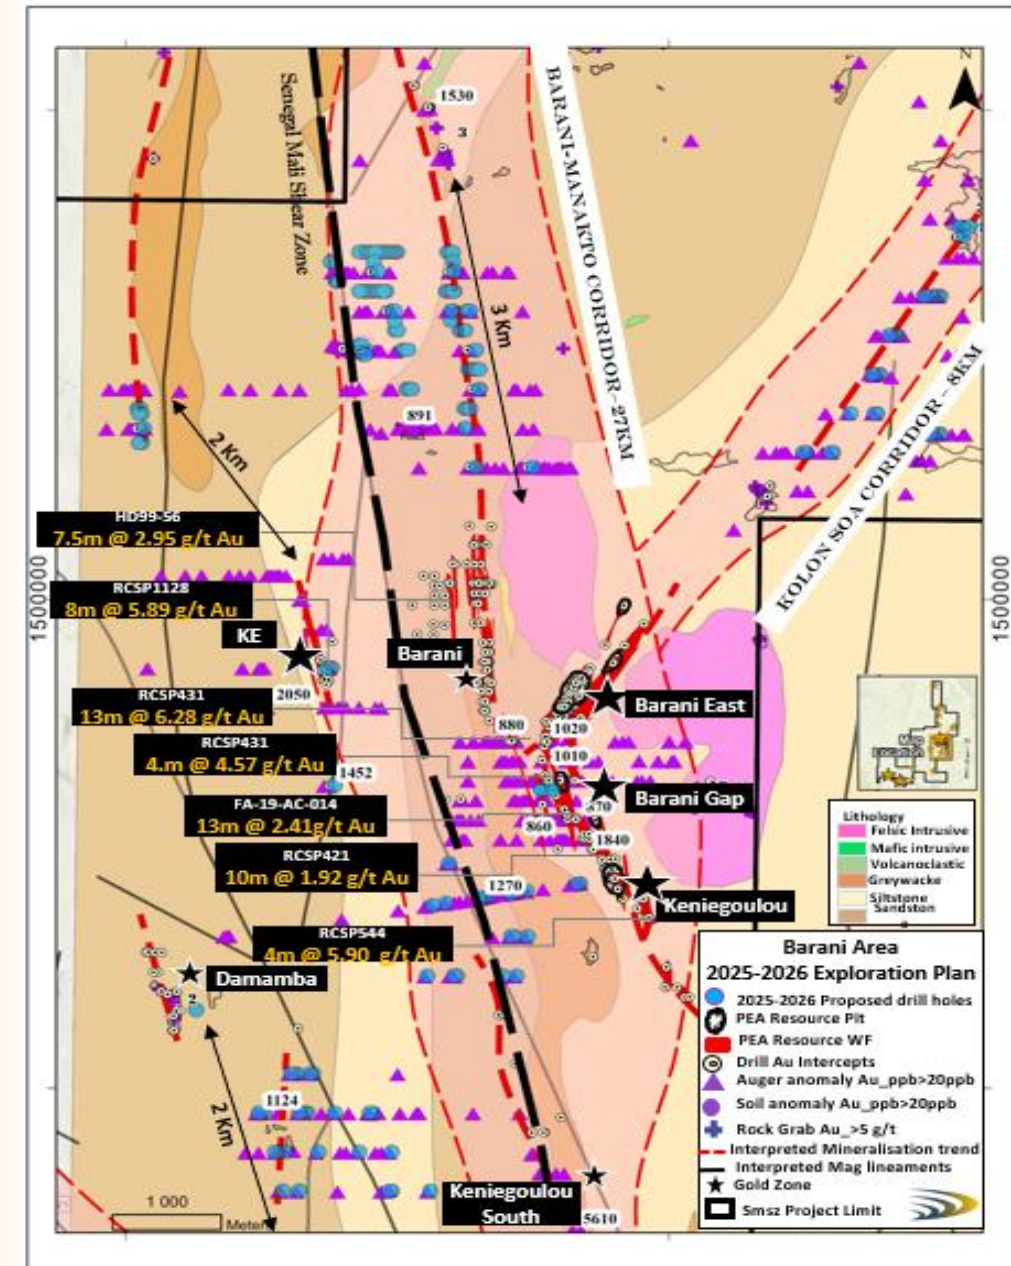 N
1530
3
Senegal Mali Shear Zone
BARANI-MANAKTO CORRIDOR- 27KM
3 Km
891
2 Km
KOLON SOA CORRIDOR - 8KM
HD99-56
7.5m @ 2.95 g/t Au
1500000
1500000
RCSP1128
8m @ 5.89 g/t Au
KE
Barani
2050
RCSP431
13m @ 6.28 g/t Au
Barani East
880
1020
RCSP431
4.m @ 4.57 g/t Au
1010
1452
Barani Gap
670
FA-19-AC-014
13m @ 2.41g/t Au
860
1840
RCSP421
10m @ 1.92 g/t Au
1270
Keniegoulou
RCSP544
4m @ 5.90 g/t Au
Damamba
2
1124
2 Km
Keniegoulou
South
5610
1 000
Meter
Lithology
Felsic Intrusive
Mafic intrusive
Volcanoclastic
Greywacke
Siltstone
Sandston
Barani Area
2025-2026 Exploration Plan
2025-2026 Proposed drill holes
PEA Resource Pit
PEA Resource WF
Drill Au Intercepts
Auger anomaly Au_ppb>20ppb
Soil anomaly Au_ppb>20ppb
Rock Grab Au_>5 g/t
Interpreted Mineralisation trend
Interpreted Mag lineaments
Gold Zone
Smsz Project Limit